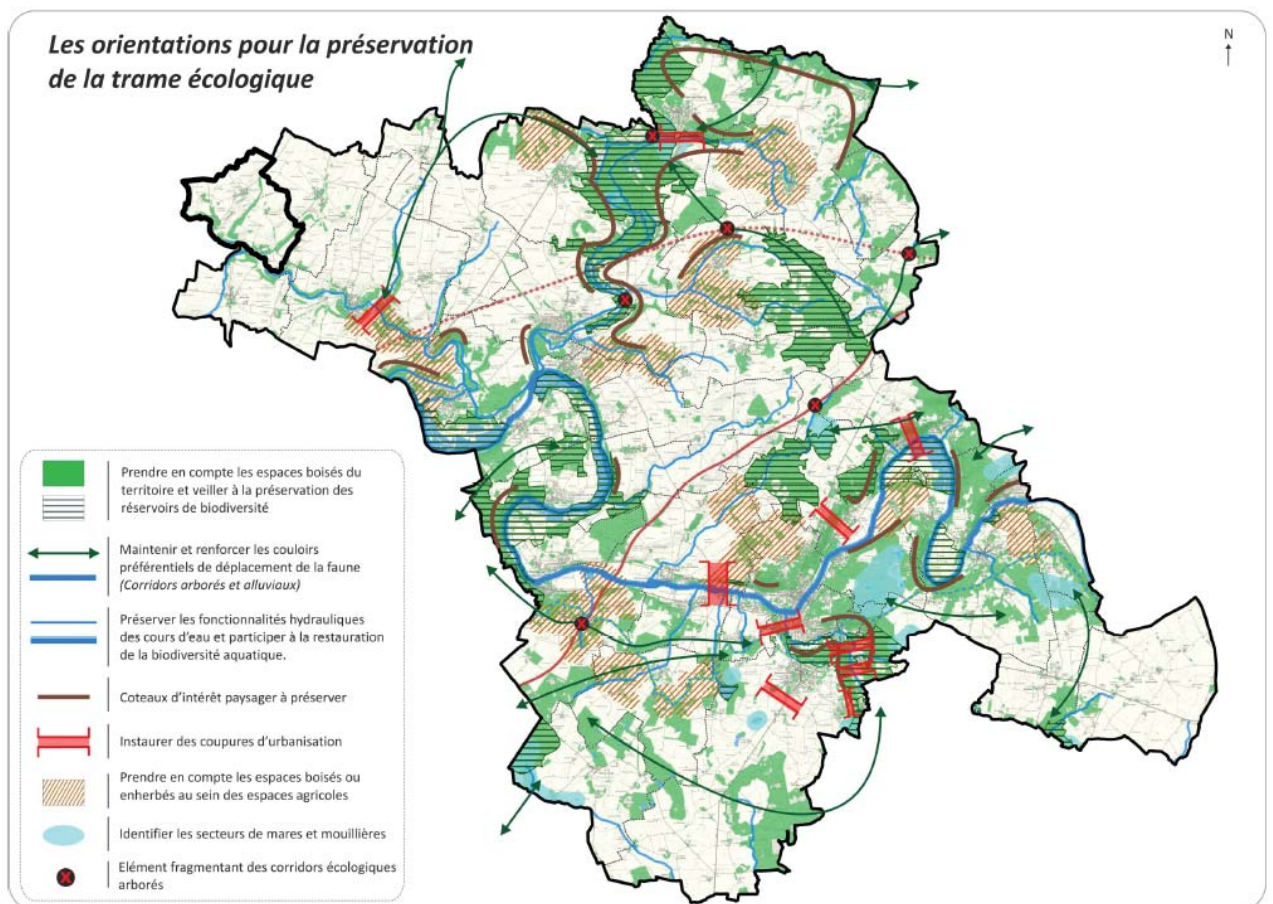 Les orientations pour la préservation
de la trame écologique
N
Prendre en compte les espaces boisés du
territoire et veiller à la préservation des
réservoirs de biodiversité
Maintenir et renforcer les couloirs
préférentiels de déplacement de la faune
(Corridors arborés et alluviaux)
Préserver les fonctionnalités hydrauliques
des cours d'eau et participer à la restauration
de la biodiversité aquatique.
Coteaux d'intérêt paysager à préserver
Instaurer des coupures d'urbanisation
Prendre en compte les espaces boisés ou
enherbés au sein des espaces agricoles
Identifier les secteurs de mares et mouillères
Elément fragmentant des corridors écologiques
arborés